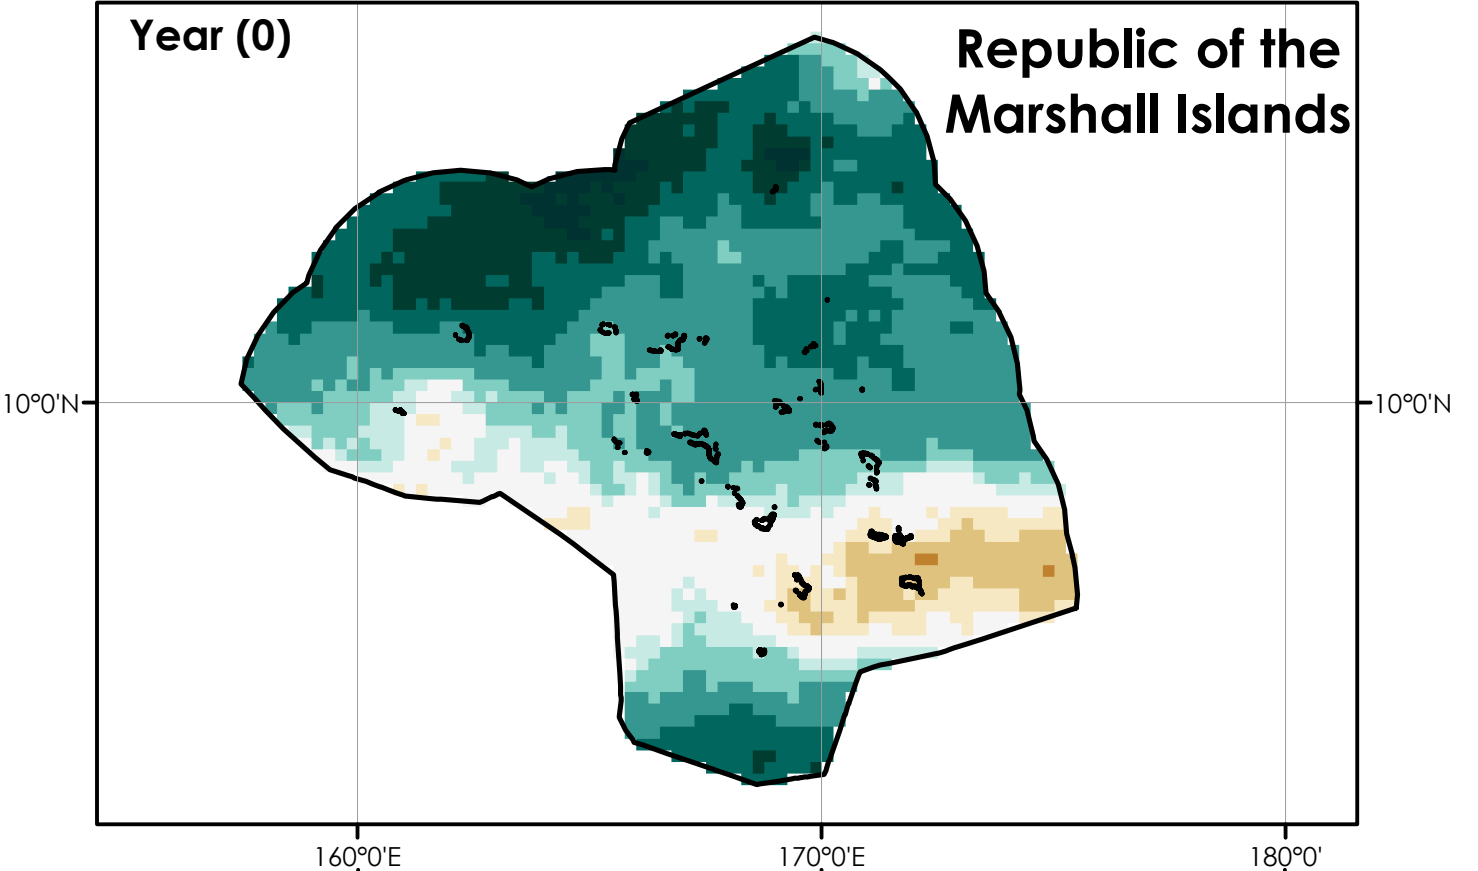 Year (0)
Republic of the
Marshall Islands
10°0'N
10°0'N
160°0'E
170°0'E
180°0'